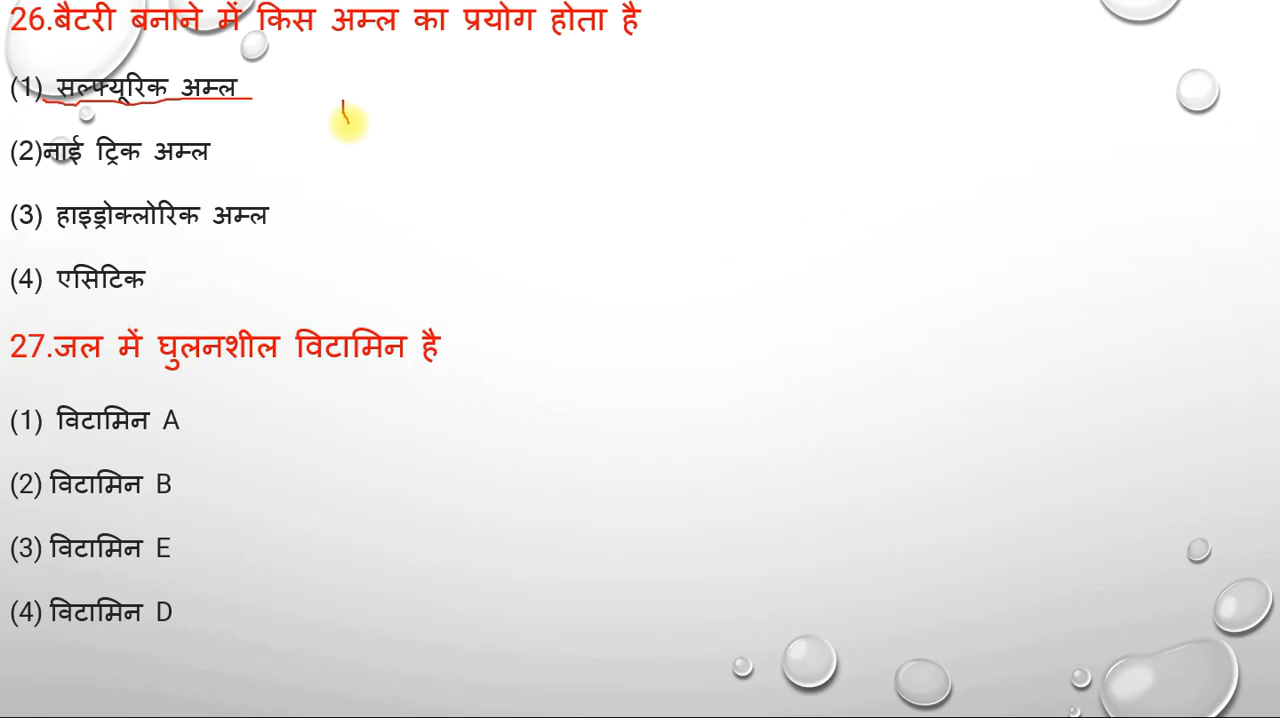 26.बैटरी बनाने में किस अम्ल का प्रयोग होता है
(1) सल्फ्यूरिक अम्ल
(2)नाई ट्रिक अम्ल
(3) हाइड्रोक्लोरिक अम्ल
(4) एसिटिक
27.जल में घुलनशील विटामिन है
(1) विटामिन A
(2) विटामिन B
(3) विटामिन E
(4) विटामिन D